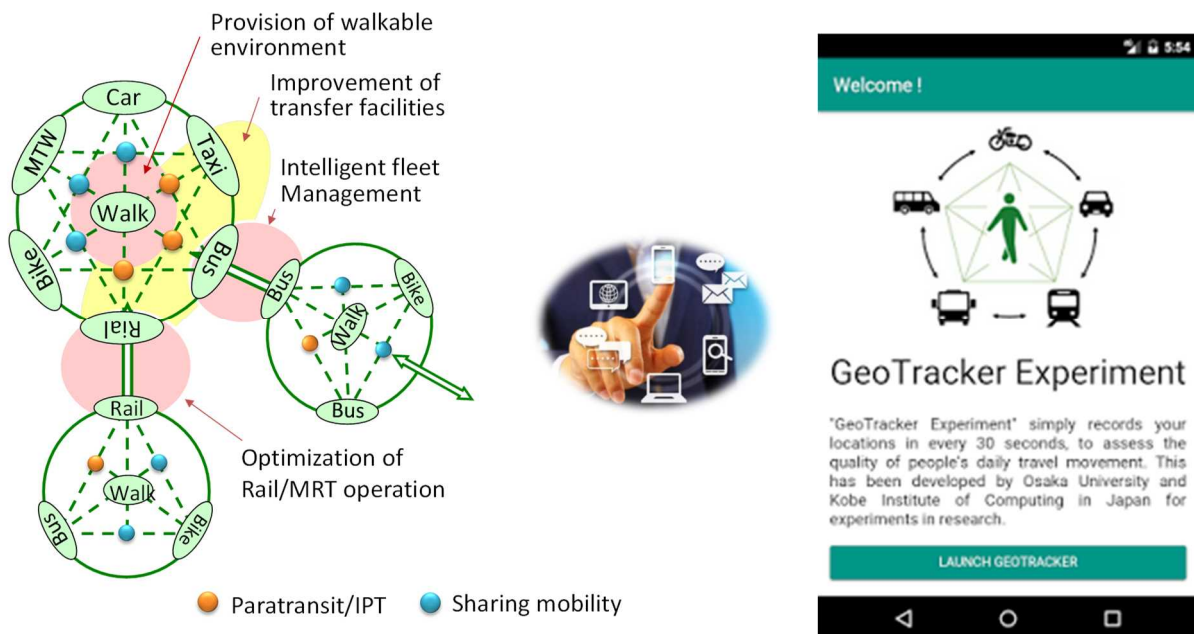 Provision of walkable
environment
Improvement of
transfer facilities
Intelligent fleet
Management
Car
MTW
Taxi
Walk
Bike
Bus
Rial
Bus
Bike
Walk
Bus
Rail
Walk
Bus
Bike
Optimization of
Rail/MRT operation
Paratransit/IPT
Sharing mobility
5:54
Welcome !
GeoTracker Experiment
"GeoTracker Experiment" simply records your
locations in every 30 seconds, to assess the
quality of people's daily travel movement. This
has been developed by Osaka University and
Kobe Institute of Computing in Japan for
experiments in research.
LAUNCH GEOTRACKER